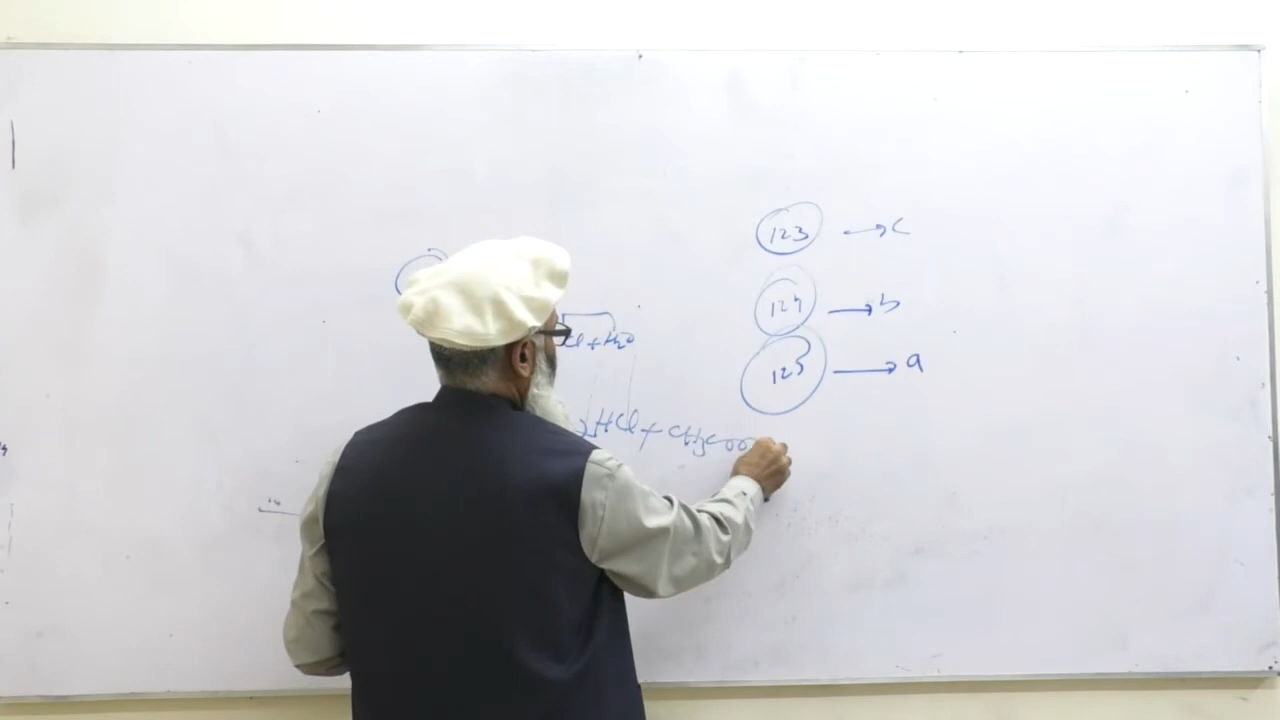 123 → c
124 → b
125 → a
Cl + H2O
HCl + CH3COO